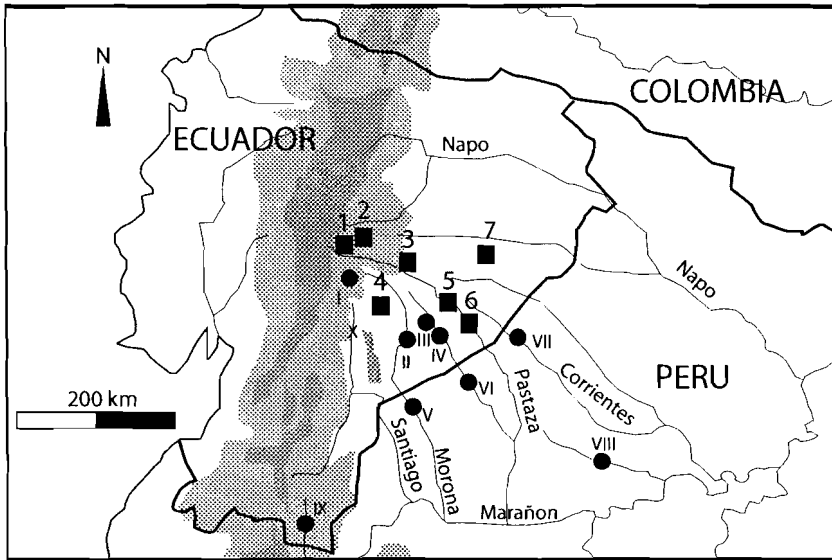 N
COLOMBIA
ECUADOR
Napo
1
2
3
7
I
4
5
6
Napo
X
III
IV
II
VII
200 km
VI
PERU
Corrientes
Pastaza
V
Santiago
Morona
VIII
Marañon
IX